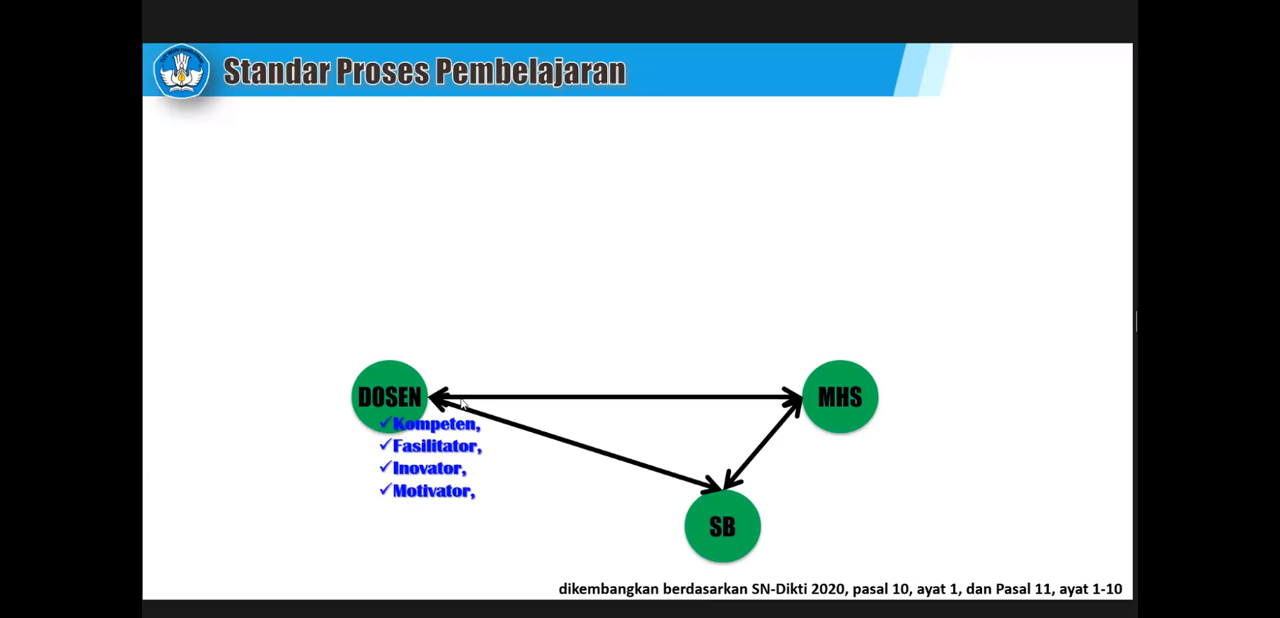 Standar Proses Pembelajaran
DOSEN
MHS
✓Kompeten,
✓Fasilitator,
✓Inovator,
✓Motivator,
SB
dikembangkan berdasarkan SN-Dikti 2020, pasal 10, ayat 1, dan Pasal 11, ayat 1-10